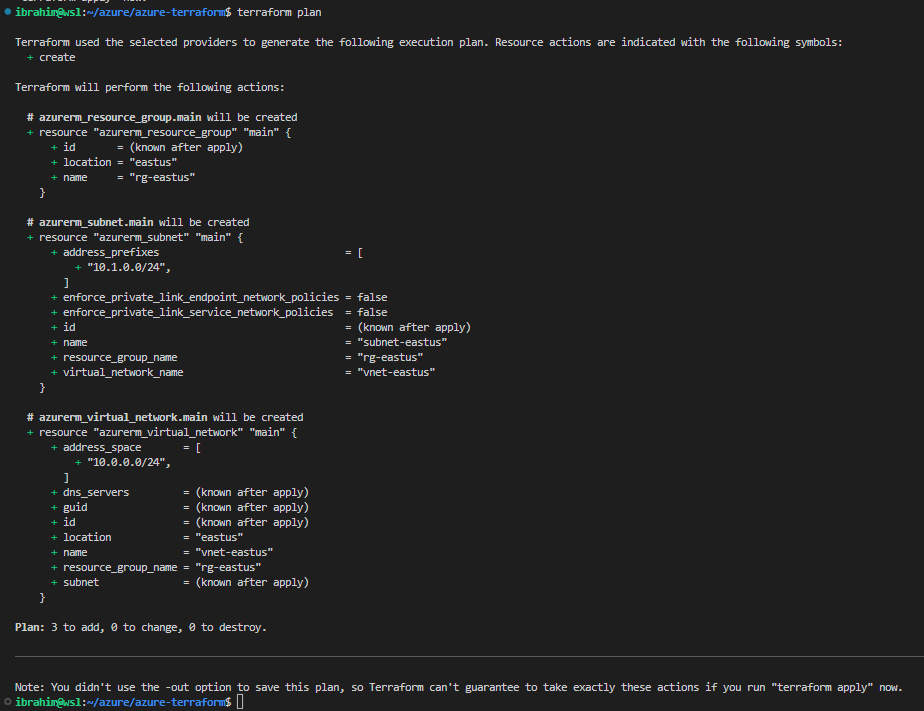 ibrahim@wsl:~/azure/azure-terraform$ terraform plan
Terraform used the selected providers to generate the following execution plan. Resource actions are indicated with the following symbols:
+ create
Terraform will perform the following actions:
# azurerm_resource_group.main will be created
+ resource "azurerm_resource_group" "main" {
+ id       = (known after apply)
+ location = "eastus"
+ name     = "rg-eastus"
}
# azurerm_subnet.main will be created
+ resource "azurerm_subnet" "main" {
+ address_prefixes                               = [
+ "10.1.0.0/24",
]
+ enforce_private_link_endpoint_network_policies = false
+ enforce_private_link_service_network_policies  = false
+ id                                             = (known after apply)
+ name                                           = "subnet-eastus"
+ resource_group_name                            = "rg-eastus"
+ virtual_network_name                           = "vnet-eastus"
}
# azurerm_virtual_network.main will be created
+ resource "azurerm_virtual_network" "main" {
+ address_space       = [
+ "10.0.0.0/24",
]
+ dns_servers         = (known after apply)
+ guid                = (known after apply)
+ id                  = (known after apply)
+ location            = "eastus"
+ name                = "vnet-eastus"
+ resource_group_name = "rg-eastus"
+ subnet              = (known after apply)
}
Plan: 3 to add, 0 to change, 0 to destroy.
Note: You didn't use the -out option to save this plan, so Terraform can't guarantee to take exactly these actions if you run "terraform apply" now.
ibrahim@wsl:~/azure/azure-terraform$